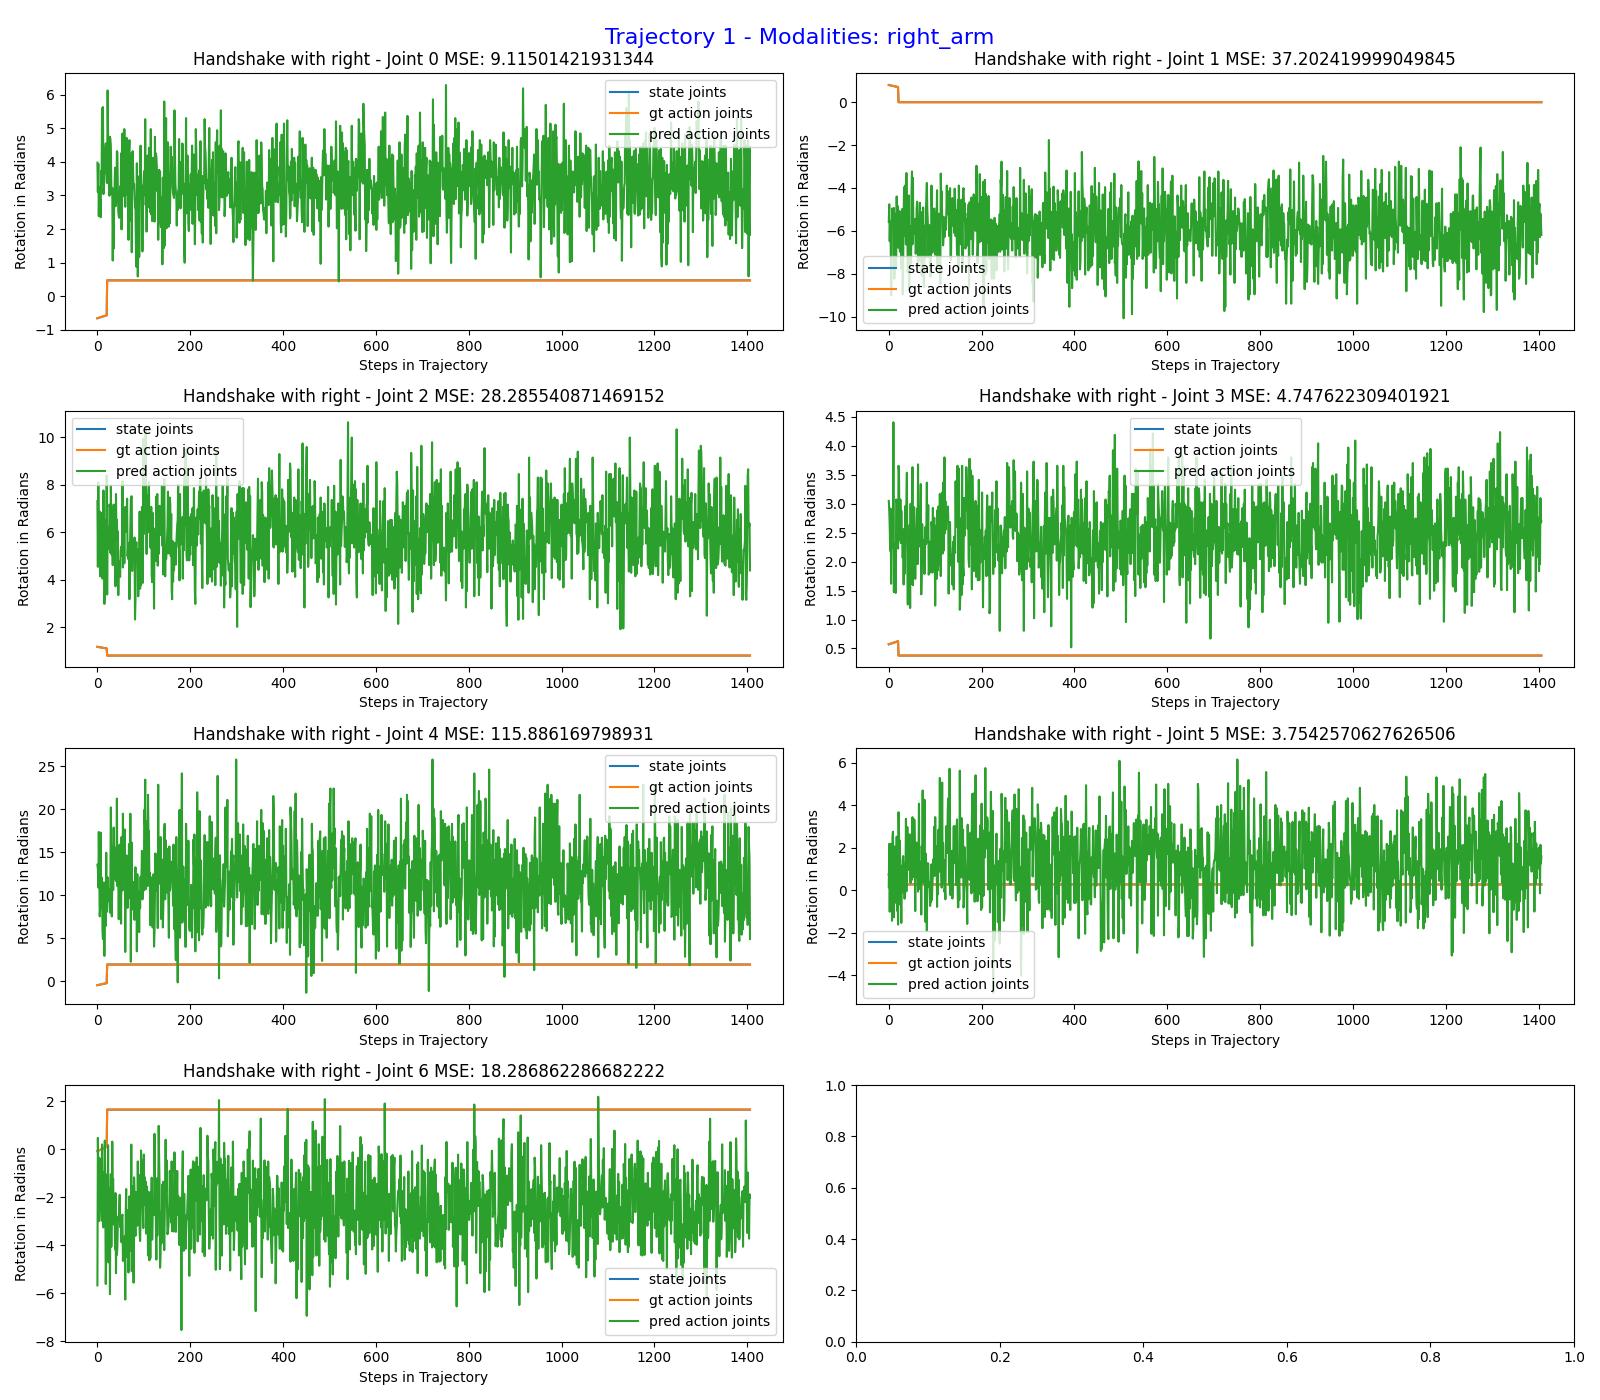 Trajectory 1 - Modalities: right_arm
Handshake with right - Joint 0 MSE: 9.11501421931344
Rotation in Radians
6
5
4
3
2
1
0
−1
state joints
gt action joints
pred action joints
0 200 400 600 800 1000 1200 1400
Steps in Trajectory
Handshake with right - Joint 1 MSE: 37.202419999049845
Rotation in Radians
0
−2
−4
−6
−8
−10
state joints
gt action joints
pred action joints
0 200 400 600 800 1000 1200 1400
Steps in Trajectory
Handshake with right - Joint 2 MSE: 28.285540871469152
Rotation in Radians
10
8
6
4
2
state joints
gt action joints
pred action joints
0 200 400 600 800 1000 1200 1400
Steps in Trajectory
Handshake with right - Joint 3 MSE: 4.747622309401921
Rotation in Radians
4.5
4.0
3.5
3.0
2.5
2.0
1.5
1.0
0.5
state joints
gt action joints
pred action joints
0 200 400 600 800 1000 1200 1400
Steps in Trajectory
Handshake with right - Joint 4 MSE: 115.886169798931
Rotation in Radians
25
20
15
10
5
0
state joints
gt action joints
pred action joints
0 200 400 600 800 1000 1200 1400
Steps in Trajectory
Handshake with right - Joint 5 MSE: 3.7542570627626506
Rotation in Radians
6
4
2
0
−2
−4
state joints
gt action joints
pred action joints
0 200 400 600 800 1000 1200 1400
Steps in Trajectory
Handshake with right - Joint 6 MSE: 18.286862286682222
Rotation in Radians
2
0
−2
−4
−6
−8
state joints
gt action joints
pred action joints
0 200 400 600 800 1000 1200 1400
Steps in Trajectory
1.0
0.8
0.6
0.4
0.2
0.0
0.0 0.2 0.4 0.6 0.8 1.0